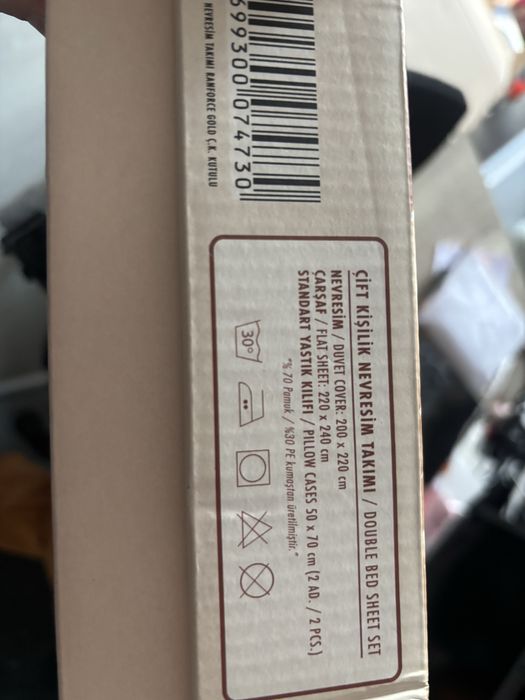 699300 074730
NEVRESİM TAKIMI RANFORCE GOLD Ç.K. KUTULU
ÇİFT KİŞİLİK NEVRESİM TAKIMI / DOUBLE BED SHEET SET
NEVRESİM / DUVET COVER: 200 x 220 cm
ÇARŞAF / FLAT SHEET: 220 x 240 cm
STANDART YASTIK KILIFI / PILLOW CASES 50 x 70 cm (2 AD. / 2 PCS.)
"% 70 Pamuk / %30 PE kumaştan üretilmiştir."
30°